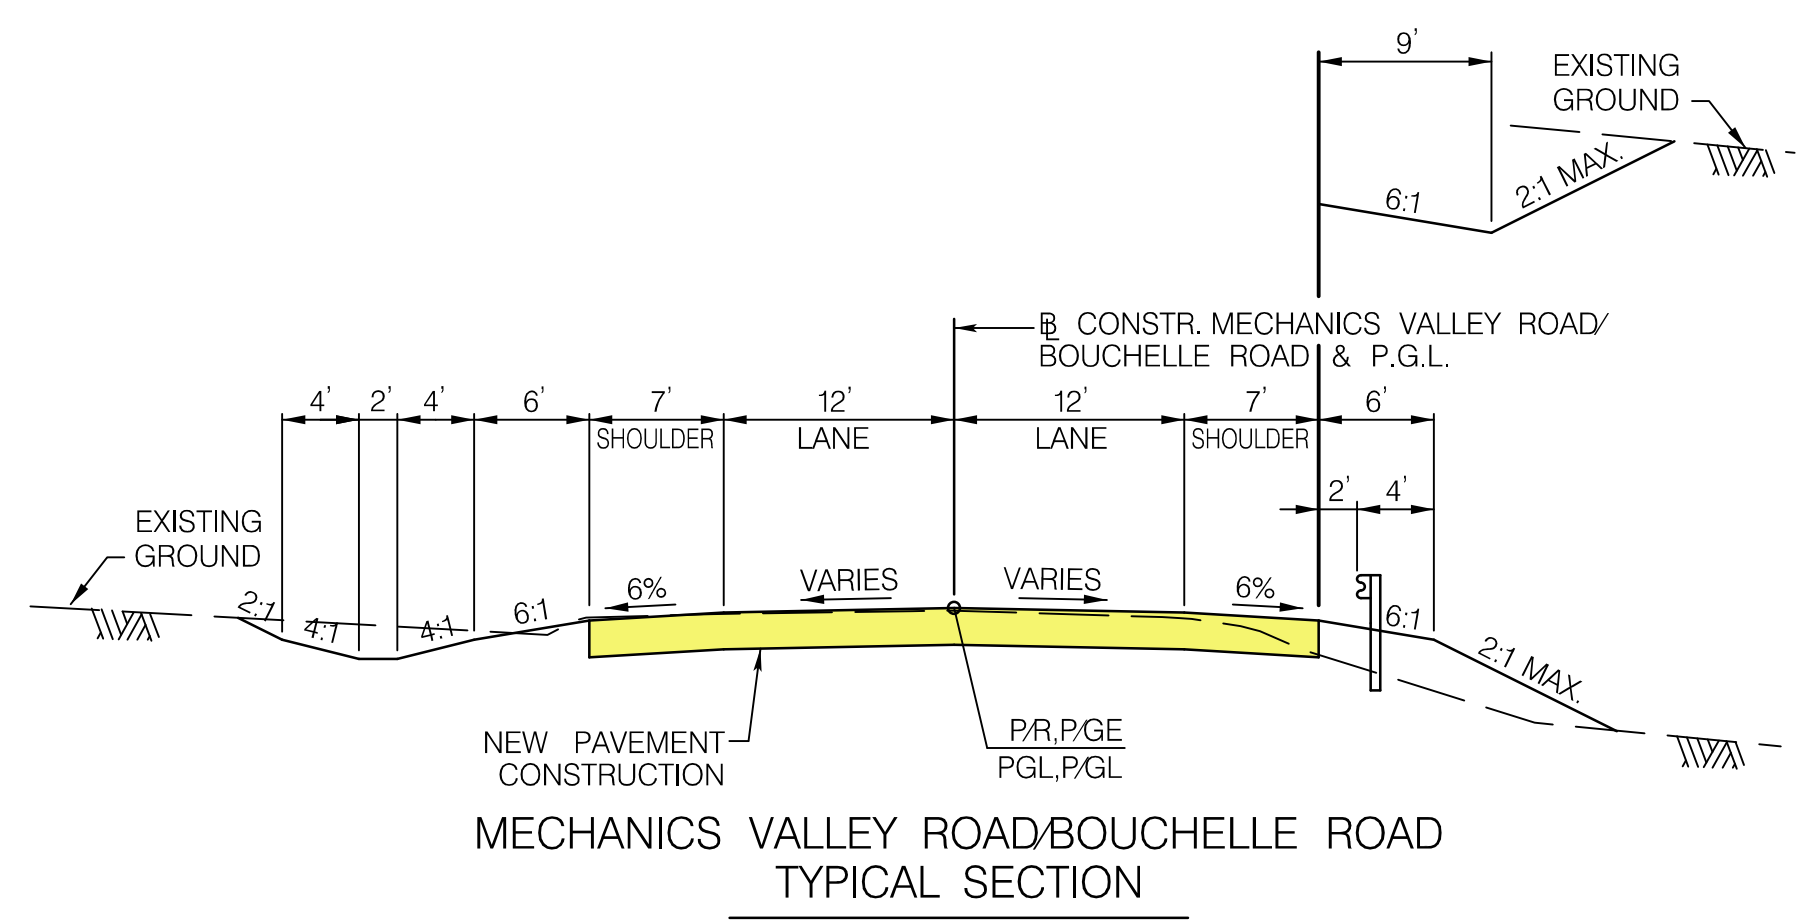 9'
EXISTING
GROUND
6:1
2:1 MAX.
℄ CONSTR. MECHANICS VALLEY ROAD/
BOUCHELLE ROAD & P.G.L.
4' 2' 4' 6' 7' 12' 12' 7' 6'
SHOULDER LANE LANE SHOULDER
2' 4'
EXISTING
GROUND
2:1 4:1 4:1 6:1 6% VARIES VARIES 6% 6:1 2:1 MAX.
NEW PAVEMENT
CONSTRUCTION
P/R,P/GE
PGL,P/GL
MECHANICS VALLEY ROAD/BOUCHELLE ROAD
TYPICAL SECTION